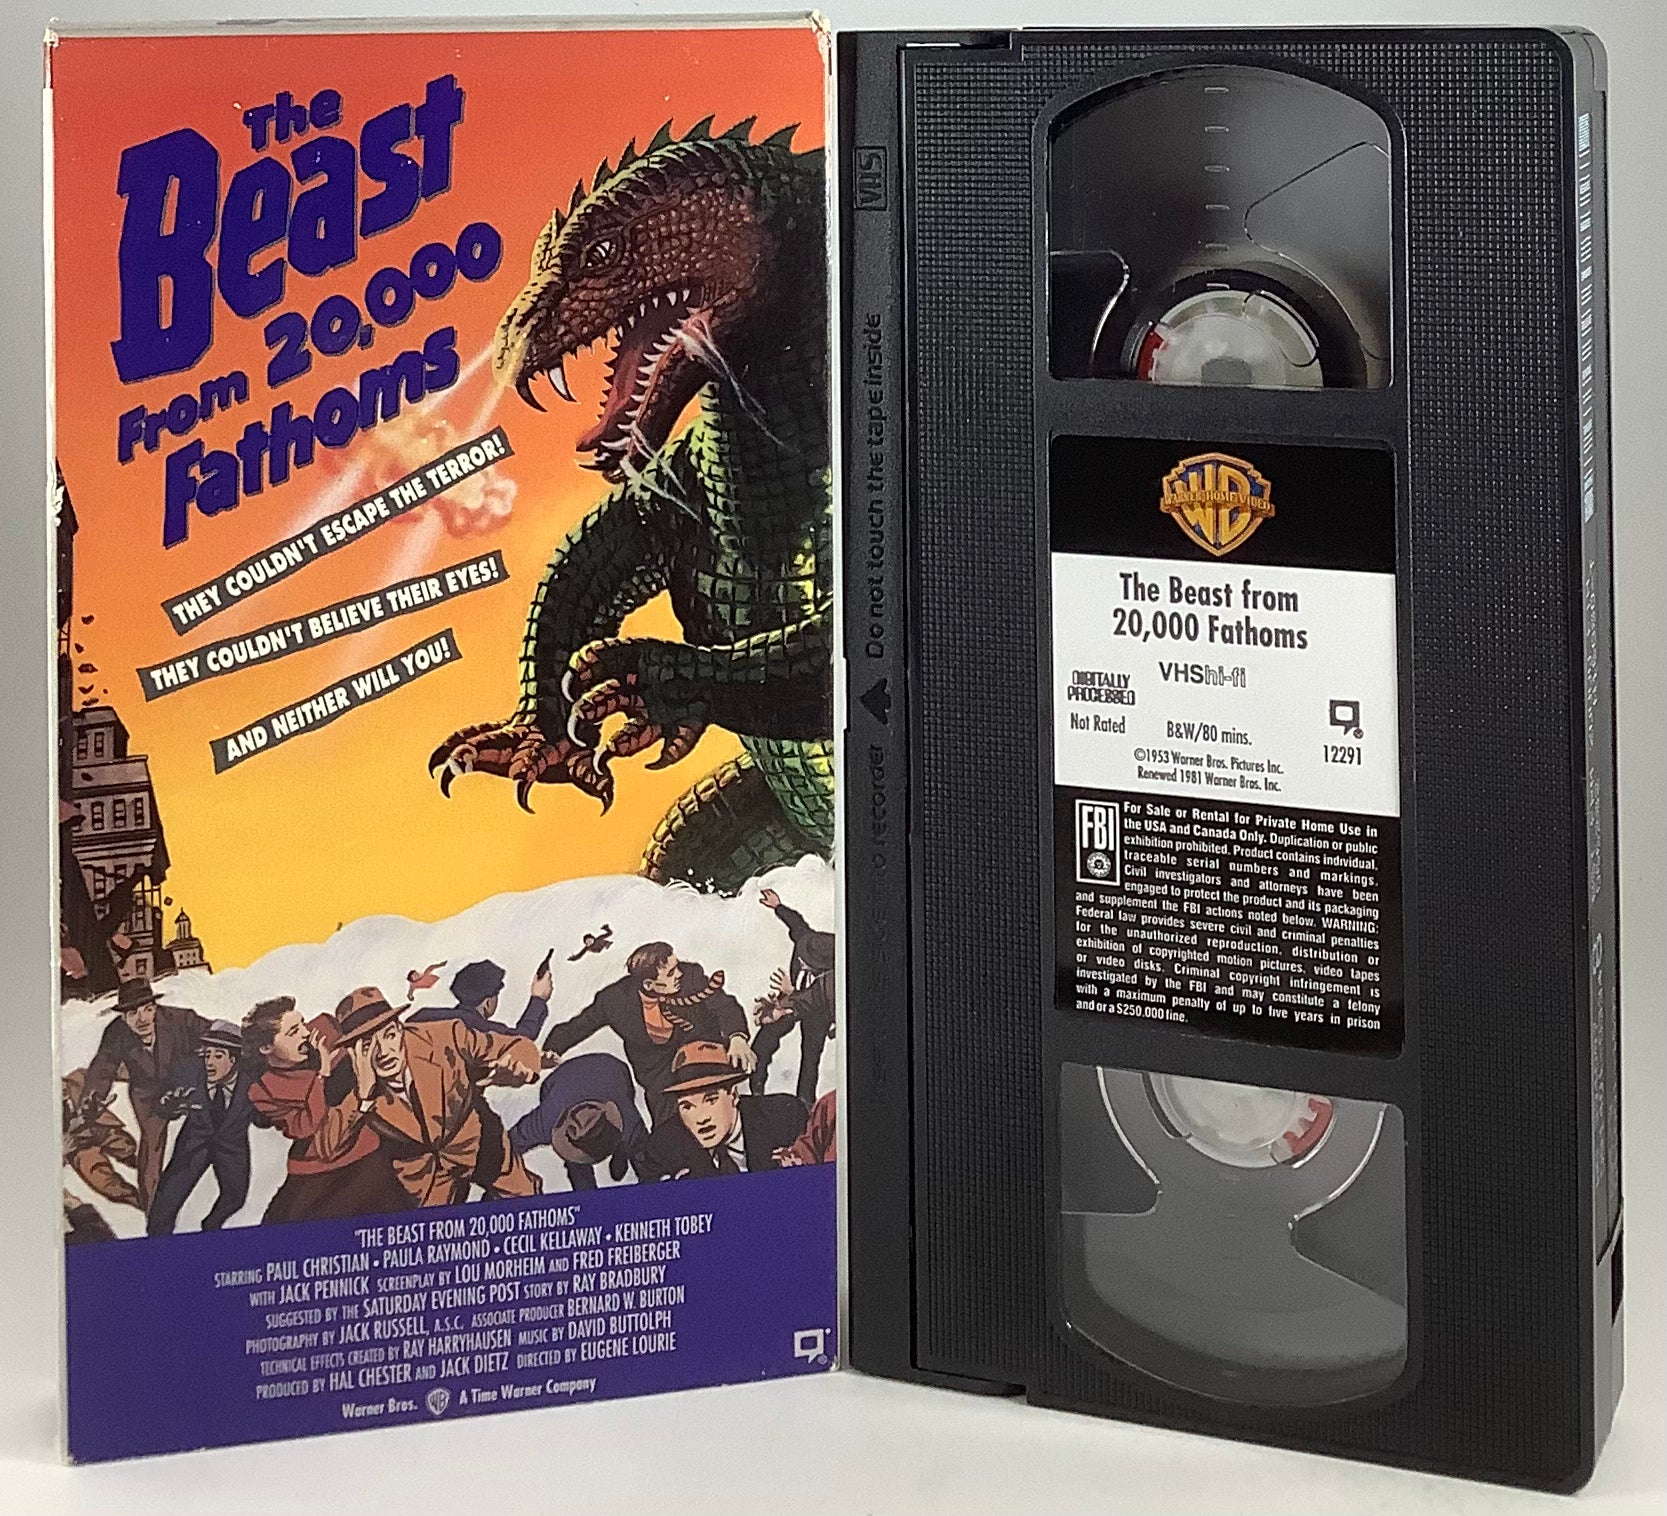 The
Beast
From 20,000
Fathoms
THEY COULDN'T ESCAPE THE TERROR!
THEY COULDN'T BELIEVE THEIR EYES!
AND NEITHER WILL YOU!
"THE BEAST FROM 20,000 FATHOMS"
STARRING PAUL CHRISTIAN • PAULA RAYMOND • CECIL KELLAWAY • KENNETH TOBEY
WITH JACK PENNICK SCREENPLAY BY LOU MORHEIM AND FRED FREIBERGER
SUGGESTED BY THE SATURDAY EVENING POST STORY BY RAY BRADBURY
PHOTOGRAPHY BY JACK RUSSELL, A.S.C. ASSOCIATE PRODUCER BERNARD W. BURTON
TECHNICAL EFFECTS CREATED BY RAY HARRYHAUSEN MUSIC BY DAVID BUTTOLPH
PRODUCED BY HAL CHESTER AND JACK DIETZ DIRECTED BY EUGENE LOURIE
Warner Bros. WB A Time Warner Company
VHS
Do not touch the tape inside
recorder
WARNER HOME VIDEO
The Beast from
20,000 Fathoms
VHS hi-fi
DIGITALLY
PROCESSED
Not Rated B&W/80 mins.
12291
©1953 Warner Bros. Pictures Inc.
Renewed 1981 Warner Bros. Inc.
FBI
For Sale or Rental for Private Home Use in
the USA and Canada Only. Duplication or public
exhibition prohibited. Product contains individual,
traceable serial numbers and markings.
Civil investigators and attorneys have been
engaged to protect the product and its packaging
and supplement the FBI actions noted below. WARNING:
Federal law provides severe civil and criminal penalties
for the unauthorized reproduction, distribution or
exhibition of copyrighted motion pictures, video tapes
or video disks. Criminal copyright infringement is
investigated by the FBI and may constitute a felony
with a maximum penalty of up to five years in prison
and or a $250.000 fine.